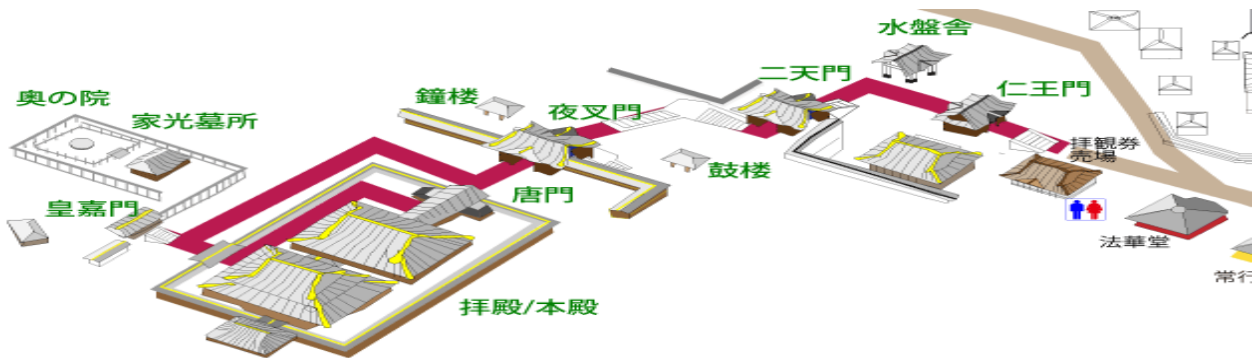 水盤舎
二天門
仁王門
鐘楼
夜叉門
奥の院
家光墓所
拝観券
売場
鼓楼
唐門
皇嘉門
法華堂
常行
拝殿/本殿